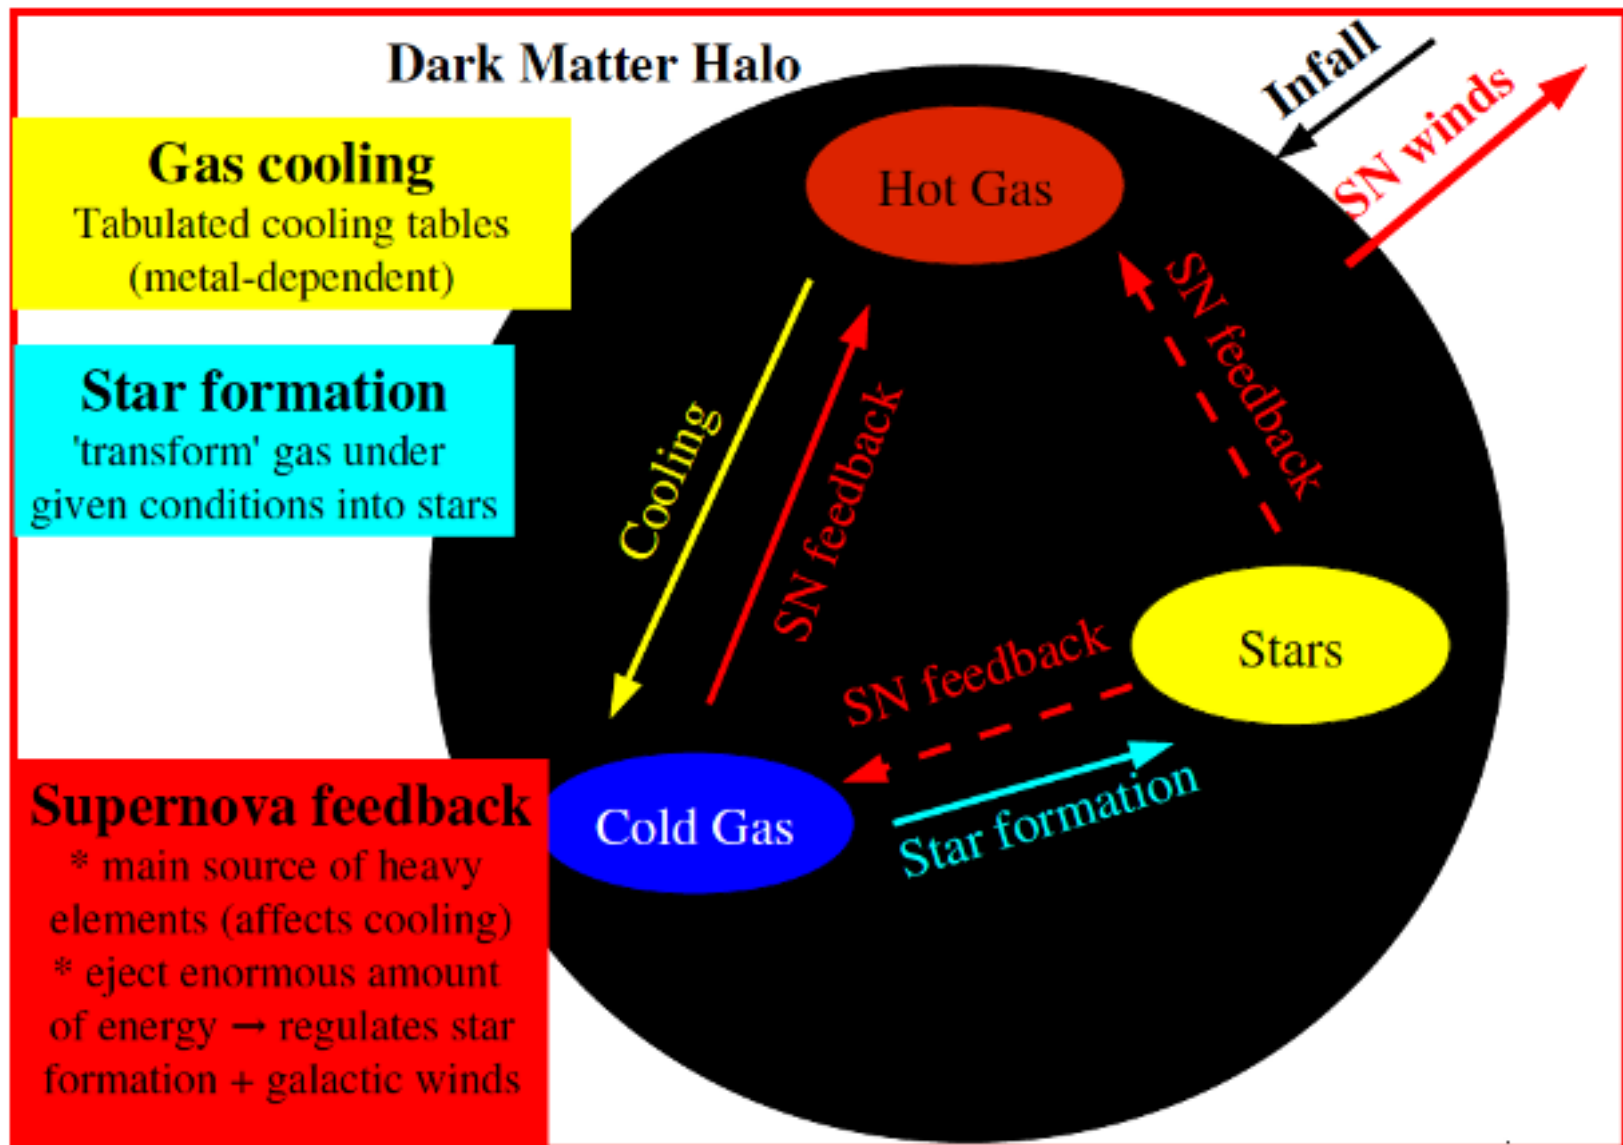 Dark Matter Halo
Infall
SN winds
Gas cooling
Tabulated cooling tables
(metal-dependent)
Hot Gas
SN feedback
Star formation
'transform' gas under
given conditions into stars
Cooling
SN feedback
Stars
SN feedback
Cold Gas
Star formation
Supernova feedback
* main source of heavy
elements (affects cooling)
* eject enormous amount
of energy → regulates star
formation + galactic winds